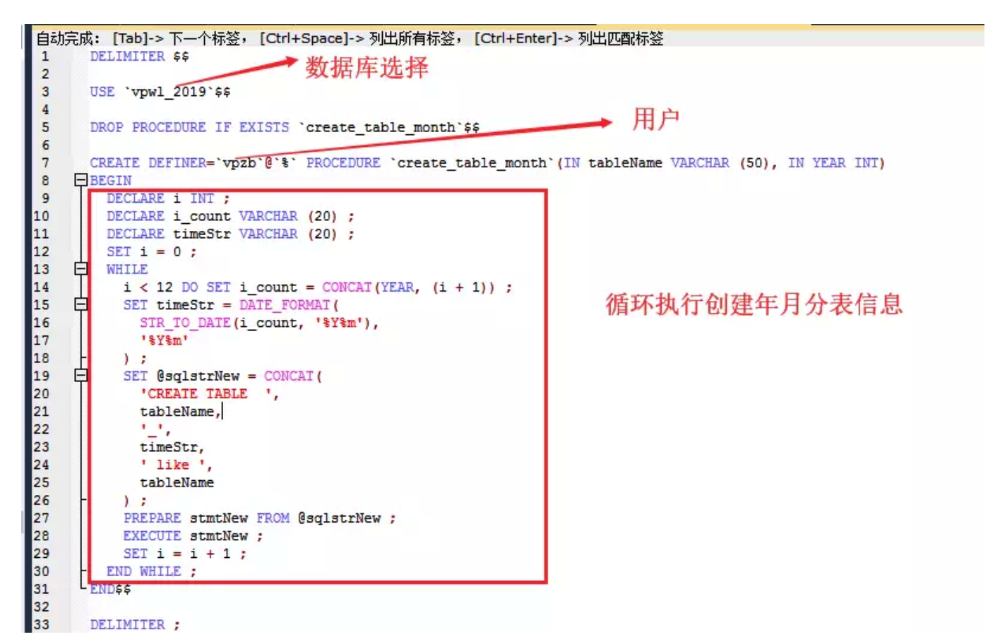 自动完成： [Tab]-> 下一个标签， [Ctrl+Space]-> 列出所有标签， [Ctrl+Enter]-> 列出匹配标签
1 DELIMITER $$
数据库选择
2
3 USE `vpwl_2019`$$
4
用户
5 DROP PROCEDURE IF EXISTS `create_table_month`$$
6
7 CREATE DEFINER=`vpzb`@`%` PROCEDURE `create_table_month`(IN tableName VARCHAR (50), IN YEAR INT)
8 BEGIN
9 DECLARE i INT ;
10 DECLARE i_count VARCHAR (20) ;
11 DECLARE timeStr VARCHAR (20) ;
12 SET i = 0 ;
13 WHILE
14 i < 12 DO SET i_count = CONCAT(YEAR, (i + 1)) ;
15 SET timeStr = DATE_FORMAT(
循环执行创建年月分表信息
16 STR_TO_DATE(i_count, '%Y%m'),
17 '%Y%m'
18 ) ;
19 SET @sqlstrNew = CONCAT(
20 'CREATE TABLE  ',
21 tableName,
22 '_',
23 timeStr,
24 ' like ',
25 tableName
26 ) ;
27 PREPARE stmtNew FROM @sqlstrNew ;
28 EXECUTE stmtNew ;
29 SET i = i + 1 ;
30 END WHILE ;
31 END$$
32
33 DELIMITER ;